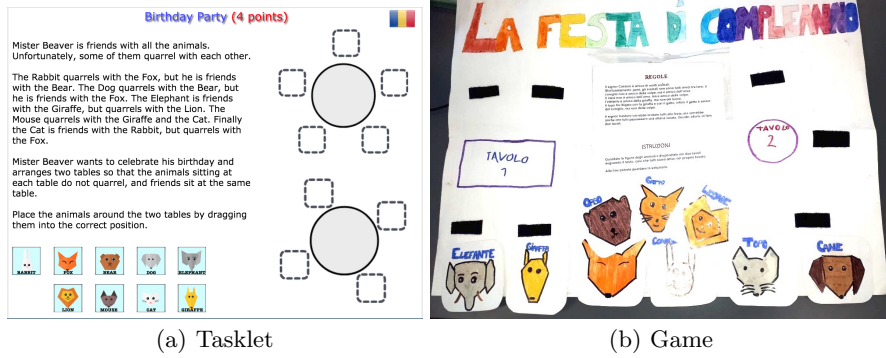 Birthday Party (4 points)
Mister Beaver is friends with all the animals.
Unfortunately, some of them quarrel with each other.
The Rabbit quarrels with the Fox, but he is friends
with the Bear. The Dog quarrels with the Bear, but
he is friends with the Fox. The Elephant is friends
with the Giraffe, but quarrels with the Lion. The
Mouse quarrels with the Giraffe and the Cat. Finally
the Cat is friends with the Rabbit, but quarrels with
the Fox.
Mister Beaver wants to celebrate his birthday and
arranges two tables so that the animals sitting at
each table do not quarrel, and friends sit at the same
table.
Place the animals around the two tables by dragging
them into the correct position.
RABBIT FOX BEAR DOG ELEPHANT
LION MOUSE CAT GIRAFFE
(a) Tasklet
LA FESTA DI COMPLEANNO
REGOLE
ISTRUZIONI
TAVOLO
1
TAVOLO
2
ORSO GATTO LEONE
ELEFANTE GIRAFFA TOPO CANE
(b) Game